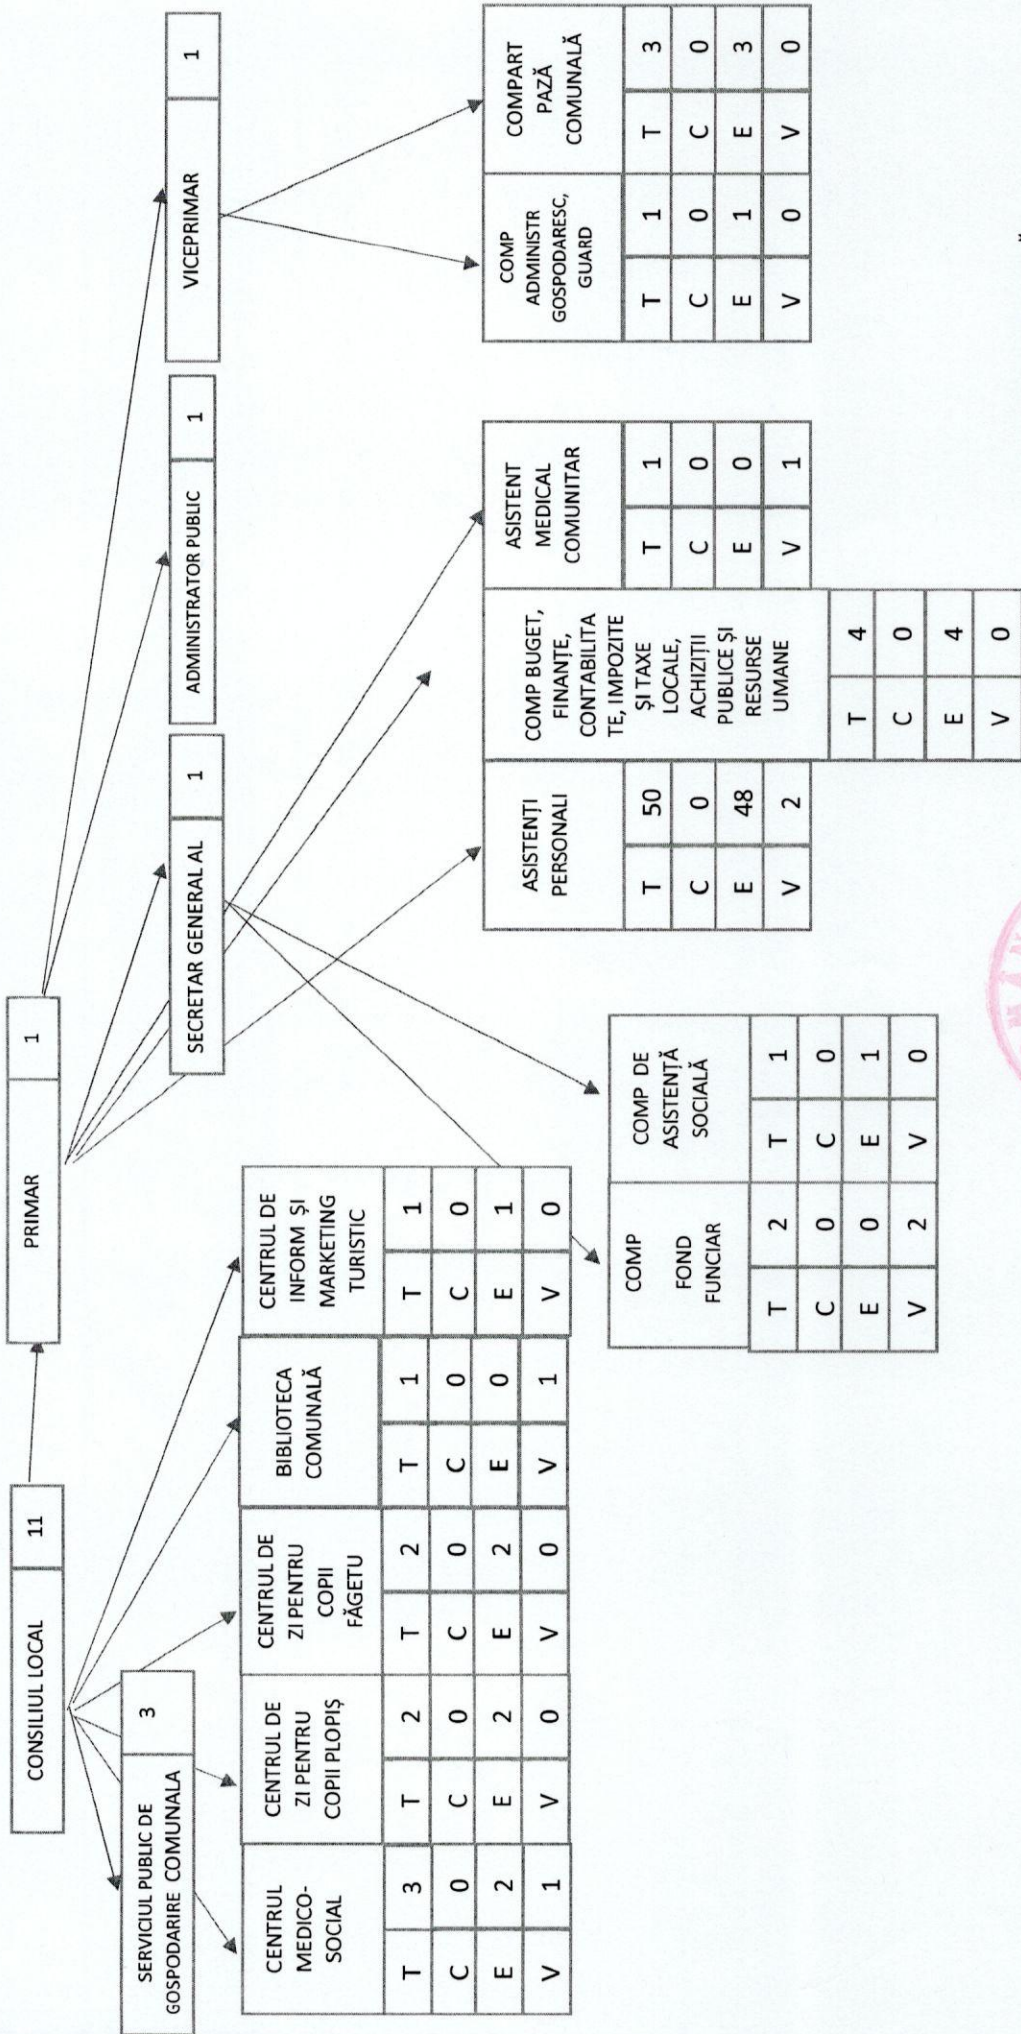 CONSILIUL LOCAL 11
PRIMAR 1
SERVICIUL PUBLIC DE
GOSPODARIRE COMUNALA
3
SECRETAR GENERAL AL 1
ADMINISTRATOR PUBLIC 1
VICEPRIMAR 1
CENTRUL
MEDICO-
SOCIAL
T 3
C 0
E 2
V 1
CENTRUL DE
ZI PENTRU
COPII PLOPIȘ
T 2
C 0
E 2
V 0
CENTRUL DE
ZI PENTRU
COPII
FĂGETU
T 2
C 0
E 2
V 0
BIBLIOTECA
COMUNALĂ
T 1
C 0
E 0
V 1
CENTRUL DE
INFORM ȘI
MARKETING
TURISTIC
T 1
C 0
E 1
V 0
COMP
FOND
FUNCIAR
T 2
C 0
E 0
V 2
COMP DE
ASISTENȚĂ
SOCIALĂ
T 1
C 0
E 1
V 0
ASISTENȚI
PERSONALI
T 50
C 0
E 48
V 2
COMP BUGET,
FINANȚE,
CONTABILITA
TE, IMPOZITE
ȘI TAXE
LOCALE,
ACHIZIȚII
PUBLICE ȘI
RESURSE
UMANE
T 4
C 0
E 4
V 0
ASISTENT
MEDICAL
COMUNITAR
T 1
C 0
E 0
V 1
COMP
ADMINISTR
GOSPODARESC,
GUARD
T 1
C 0
E 1
V 0
COMPART
PAZĂ
COMUNALĂ
T 3
C 0
E 3
V 0